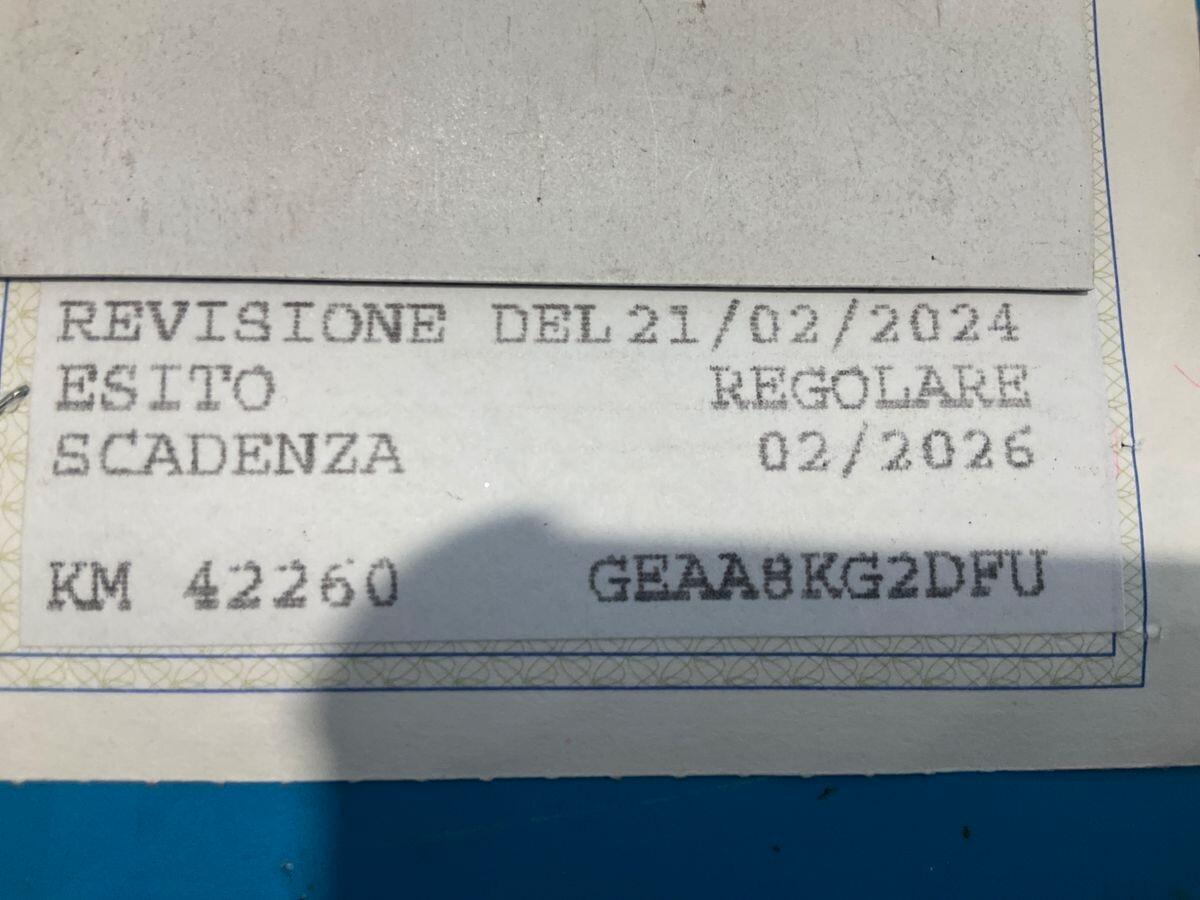 REVISIONE DEL 21/02/2024
ESITO REGOLARE
SCADENZA 02/2026
KM 42260 GEAA8KG2DFU